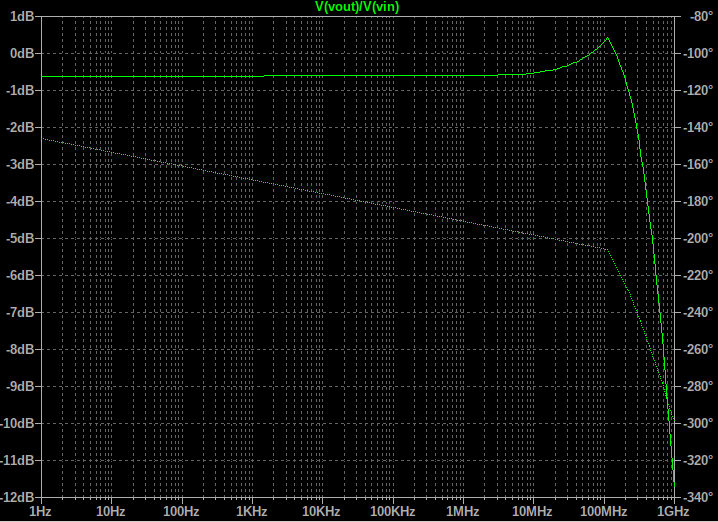 V(vout)/V(vin)
1dB -80°
0dB -100°
-1dB -120°
-2dB -140°
-3dB -160°
-4dB -180°
-5dB -200°
-6dB -220°
-7dB -240°
-8dB -260°
-9dB -280°
-10dB -300°
-11dB -320°
-12dB -340°
1Hz 10Hz 100Hz 1KHz 10KHz 100KHz 1MHz 10MHz 100MHz 1GHz